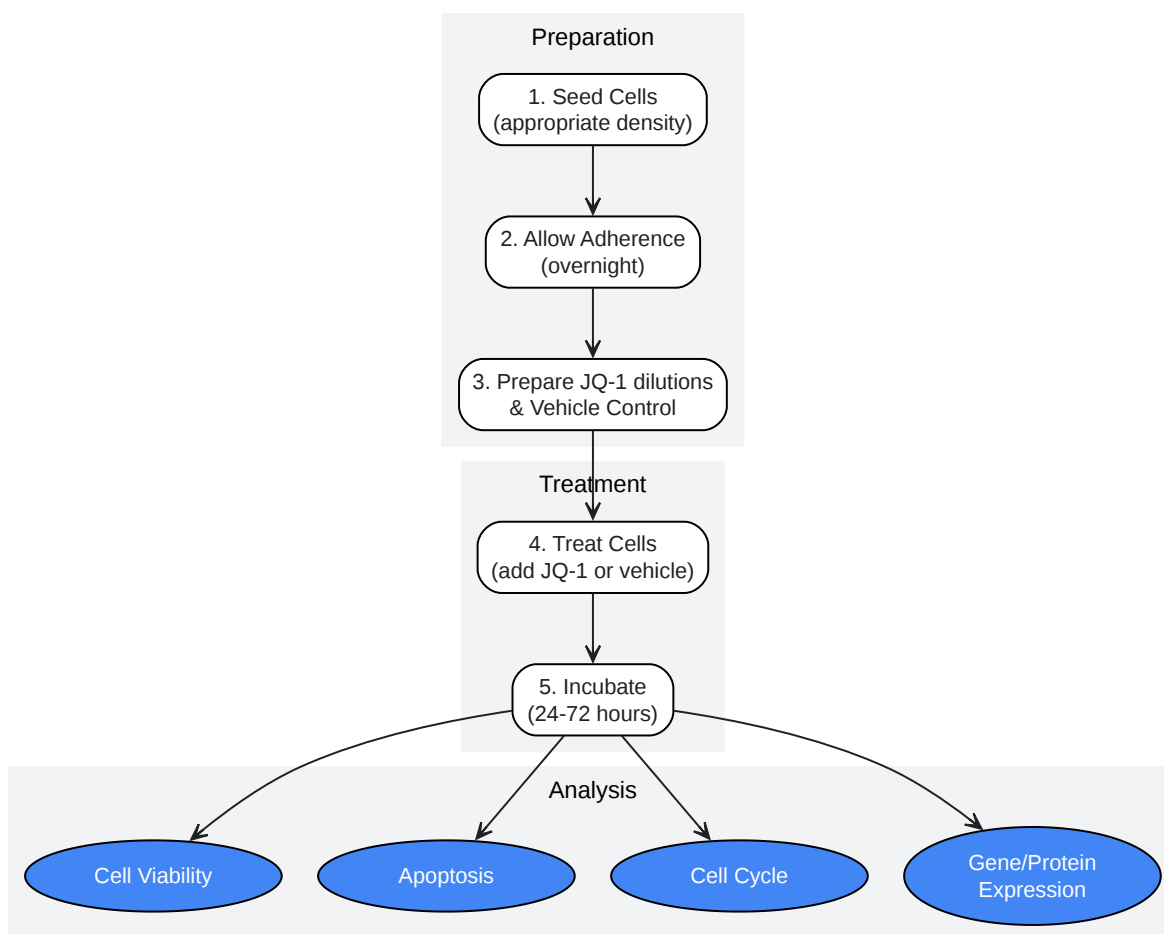 Preparation
1. Seed Cells
(appropriate density)
2. Allow Adherence
(overnight)
3. Prepare JQ-1 dilutions
& Vehicle Control
Treatment
4. Treat Cells
(add JQ-1 or vehicle)
5. Incubate
(24-72 hours)
Analysis
Cell Viability
Apoptosis
Cell Cycle
Gene/Protein
Expression